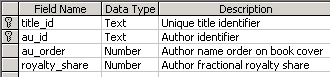 Field Name Data Type Description
title_id Text Unique title identifier
au_id Text Author identifier
au_order Number Author name order on book cover
royalty_share Number Author fractional royalty share